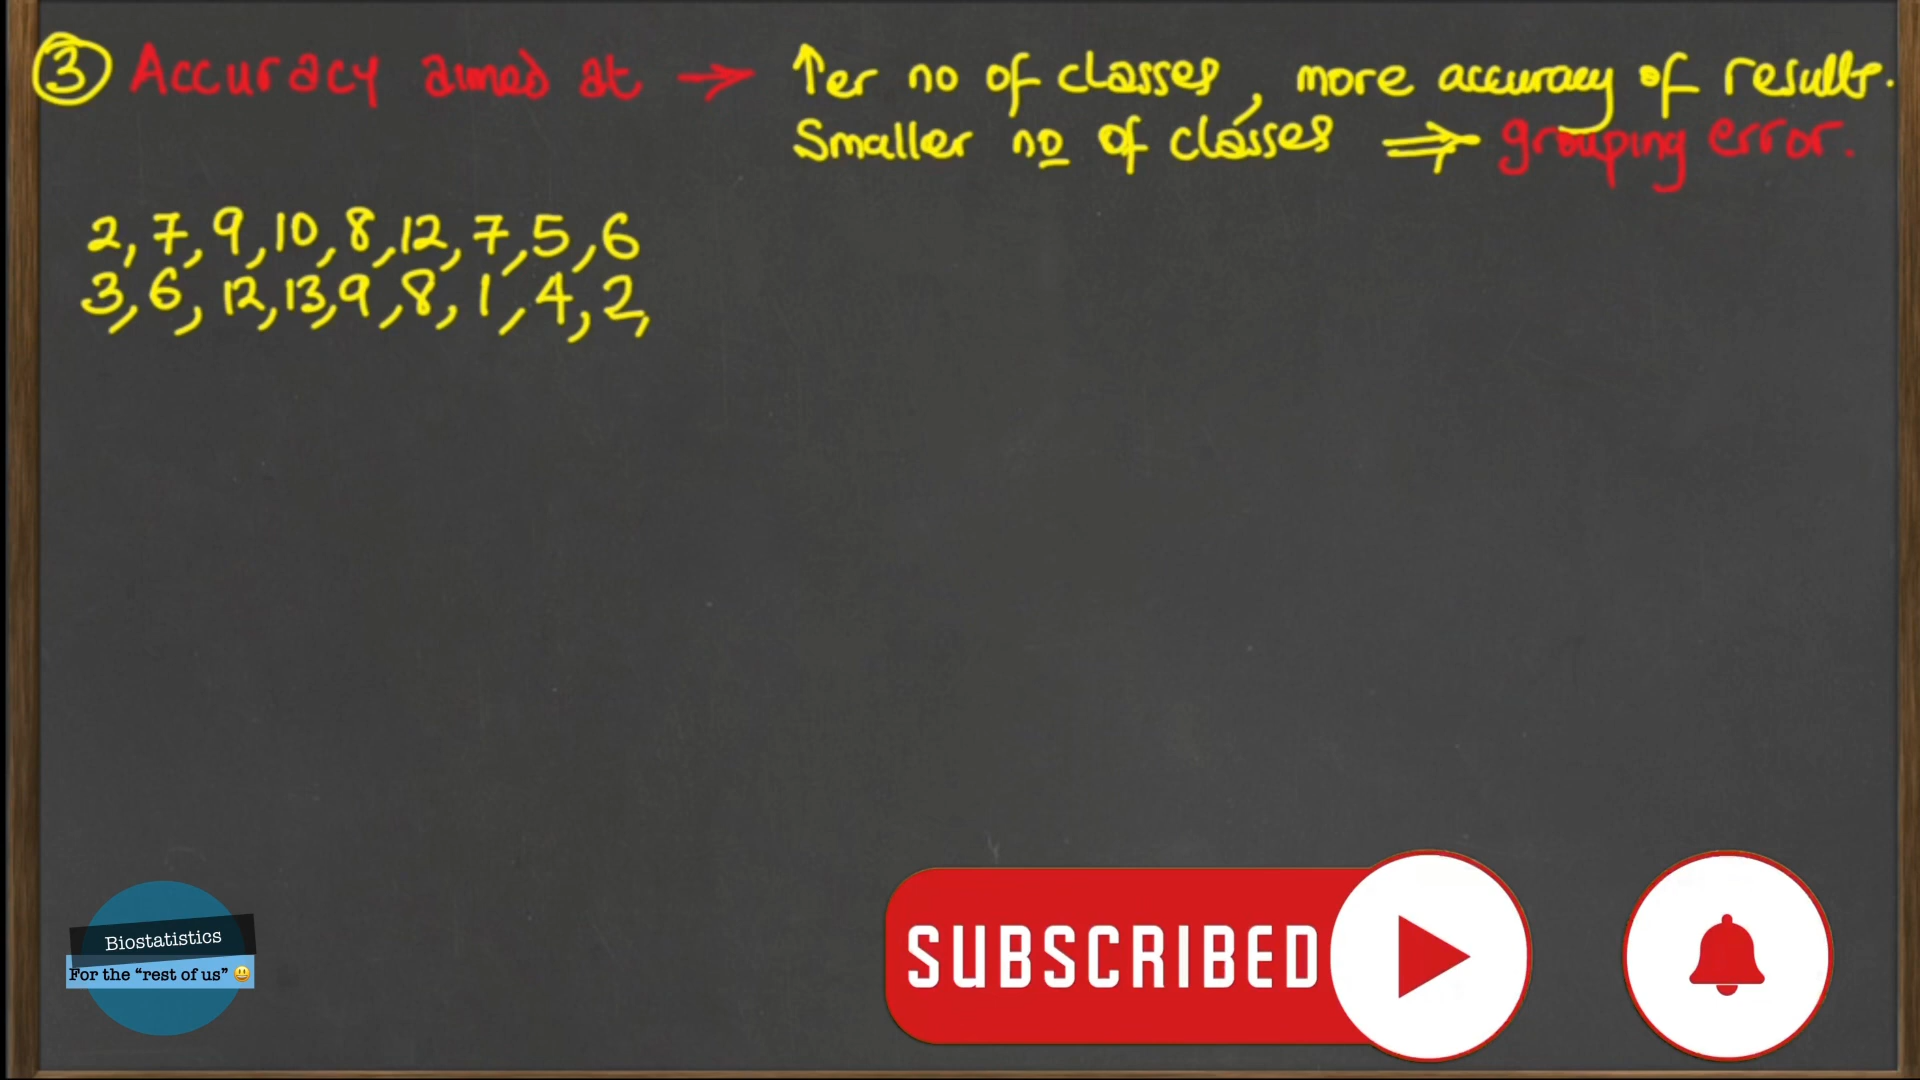 ③ Accuracy aimed at → ↑er no of classes, more accuracy of results.
Smaller no of classes ⇒ grouping error.
2, 7, 9, 10, 8, 12, 7, 5, 6
3, 6, 12, 13, 9, 8, 1, 4, 2,
Biostatistics
For the “rest of us” 😃
SUBSCRIBED